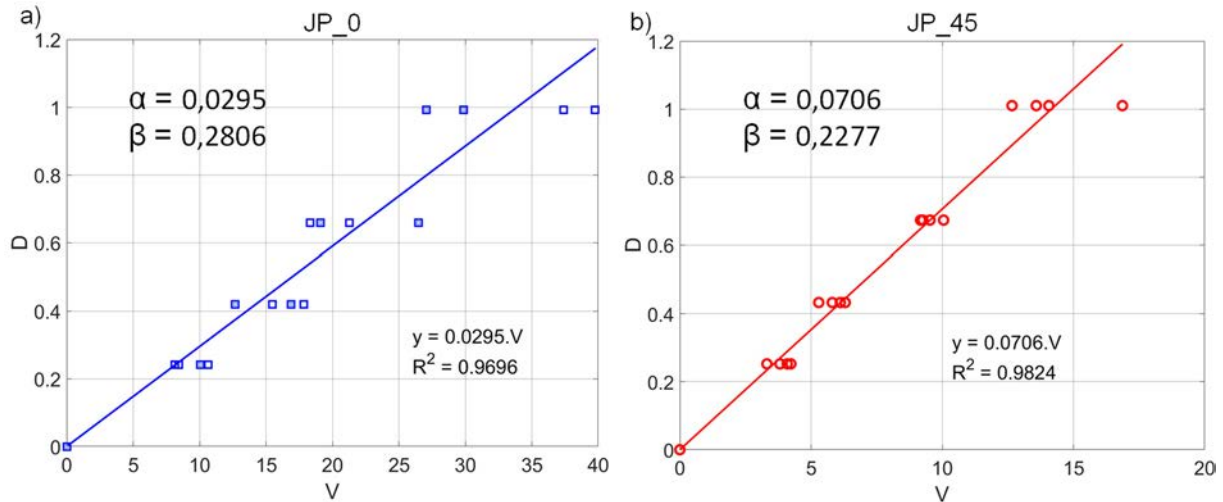 a)
JP_0
1.2
1
0.8
0.6
0.4
0.2
0
D
α = 0,0295
β = 0,2806
y = 0.0295.V
R² = 0.9696
0 5 10 15 20 25 30 35 40
V
b)
JP_45
1.2
1
0.8
0.6
0.4
0.2
0
D
α = 0,0706
β = 0,2277
y = 0.0706.V
R² = 0.9824
0 5 10 15 20
V